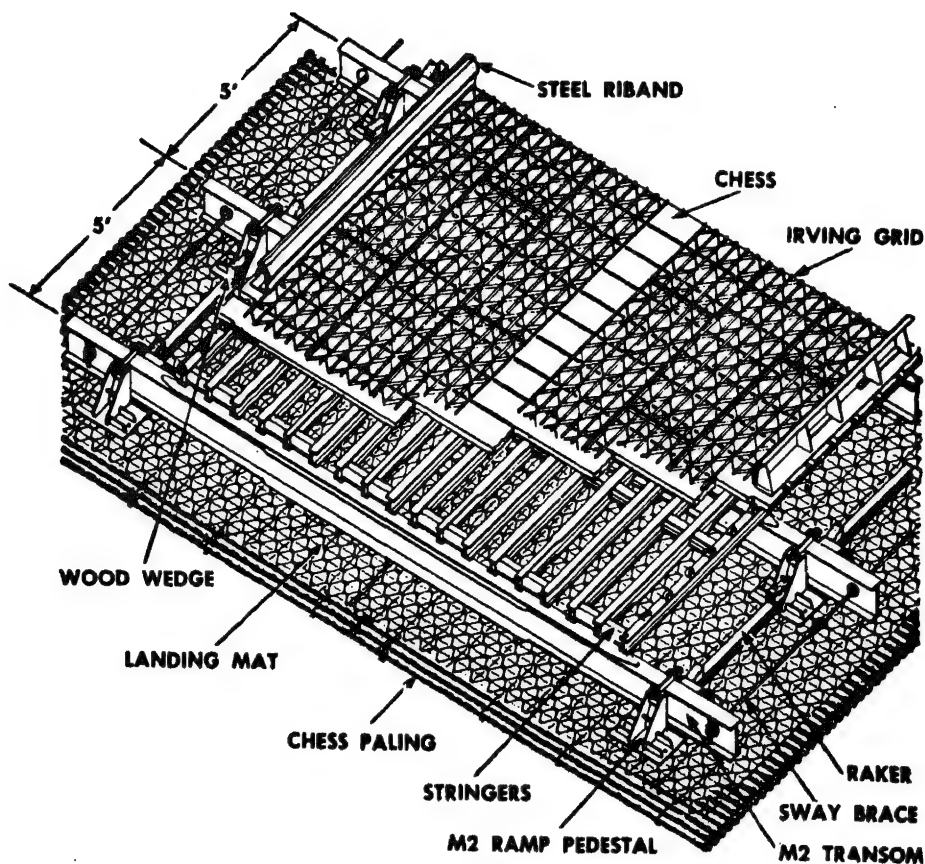 5'
5'
STEEL RIBAND
CHESS
IRVING GRID
WOOD WEDGE
LANDING MAT
CHESS PALING
STRINGERS
M2 RAMP PEDESTAL
RAKER
SWAY BRACE
M2 TRANSOM